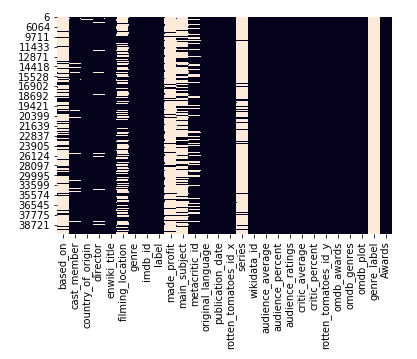 6
6064
9711
11433
12871
14418
15528
16902
18692
19421
20399
21639
22837
23905
26124
28097
29995
33599
35574
36545
37775
38721
based_on
cast_member
country_of_origin
director
enwiki_title
filming_location
genre
imdb_id
label
made_profit
main_subject
metacritic_id
original_language
publication_date
rotten_tomatoes_id_x
series
wikidata_id
audience_average
audience_percent
audience_ratings
critic_average
critic_percent
rotten_tomatoes_id_y
omdb_awards
omdb_genres
omdb_plot
genre_label
Awards